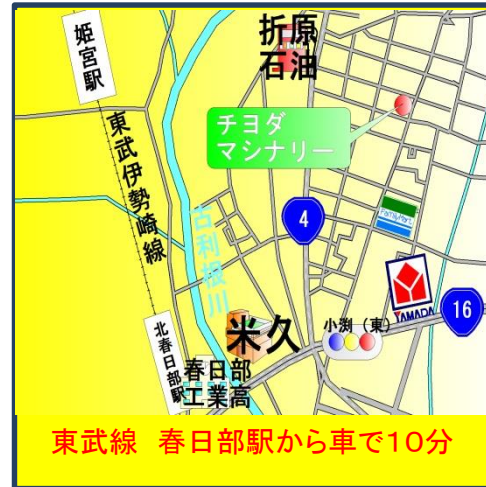 折原
石油
姫宮駅
チヨダ
マシナリー
東武伊勢崎線
FamilyMart
古利根川
4
YAMADA
16
小渕（東）
米久
北春日部駅
春日部
工業高
東武線 春日部駅から車で10分